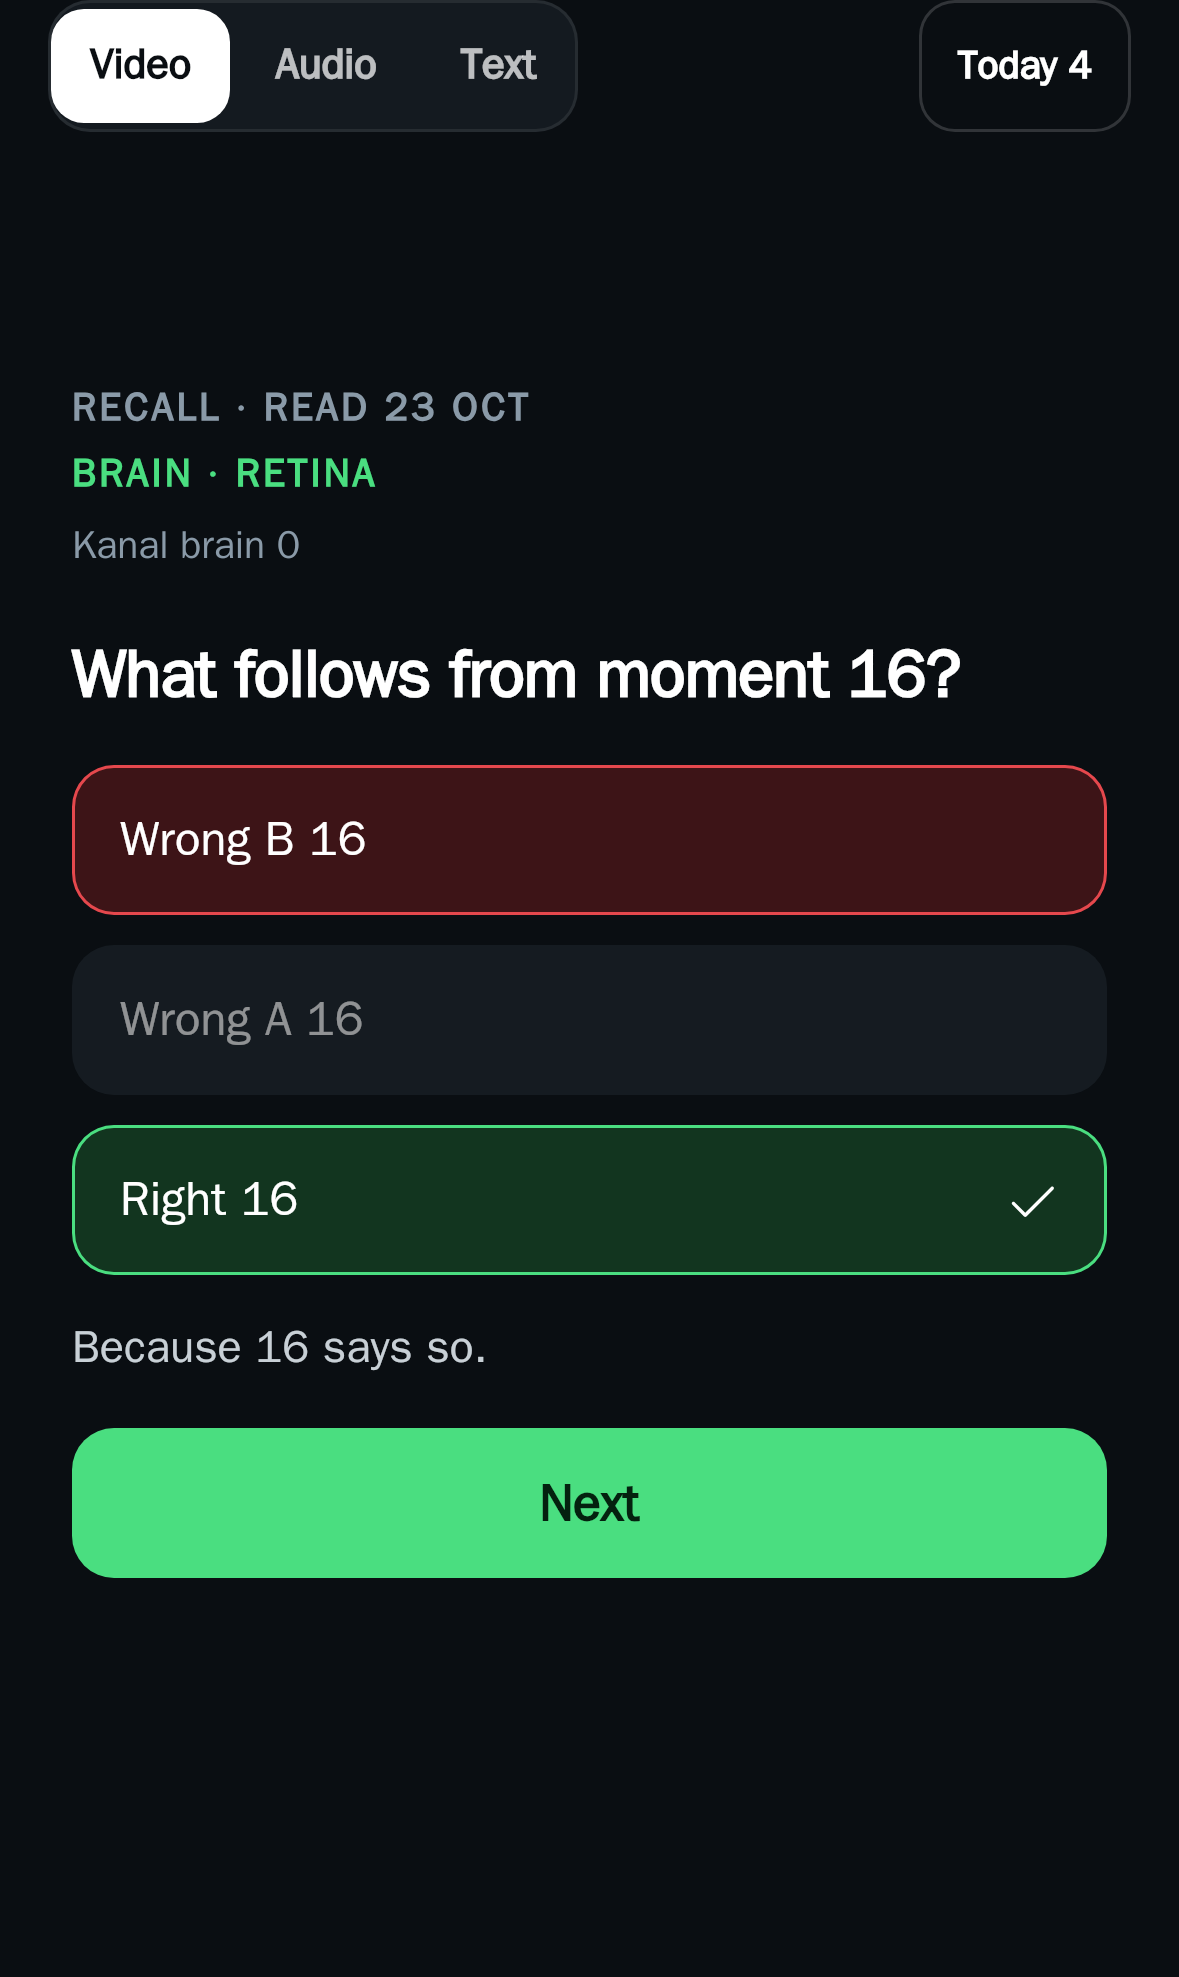 Video Audio Text Today 4
RECALL · READ 23 OCT
BRAIN · RETINA
Kanal brain 0
What follows from moment 16?
Wrong B 16
Wrong A 16
Right 16
Because 16 says so.
Next